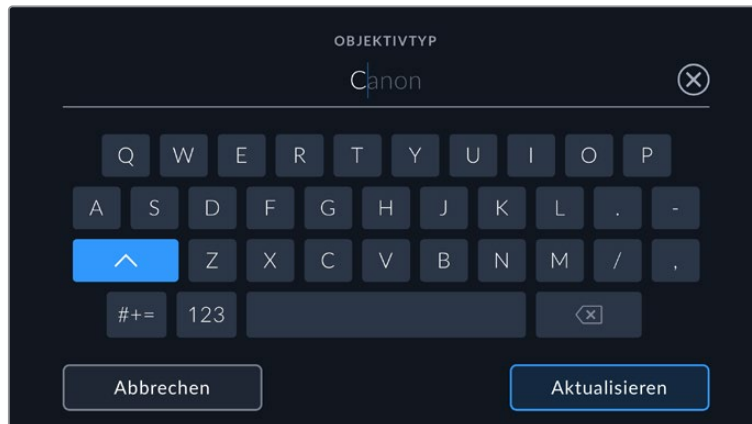 OBJEKTIVTYP
Canon
Q W E R T Y U I O P
A S D F G H J K L . -
Z X C V B N M / ,
#+= 123
Abbrechen Aktualisieren